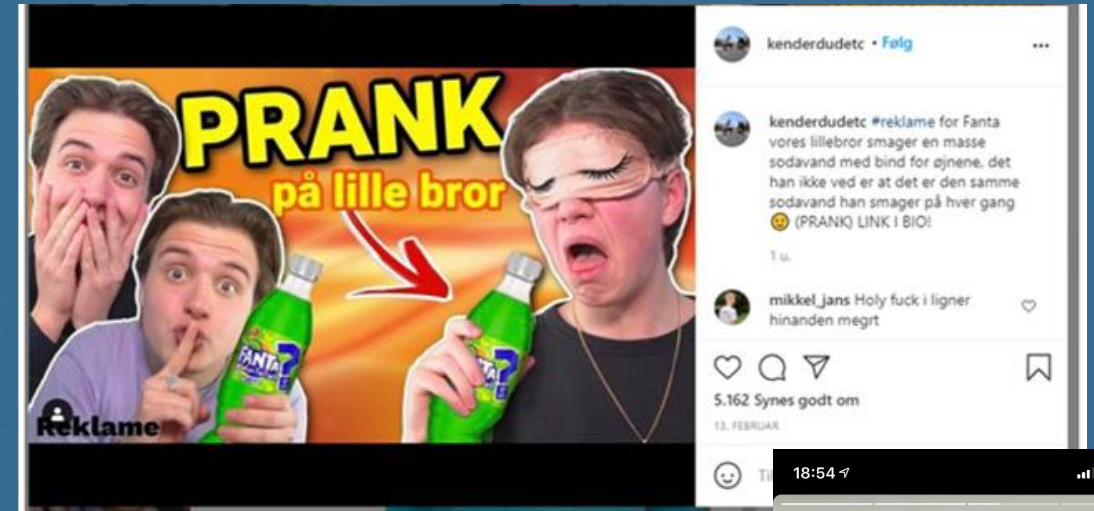 PRANK
på lille bror
FANTA
?
TA
?
Reklame
kenderdudetc • Følg
kenderdudetc #reklame for Fanta
vores lillebror smager en masse
sodavand med bind for øjnene. det
han ikke ved er at det er den samme
sodavand han smager på hver gang
(PRANK) LINK I BIO!
1 u.
mikkel_jans Holy fuck i ligner
hinanden megrt
5.162 Synes godt om
13. FEBRUAR
18:54